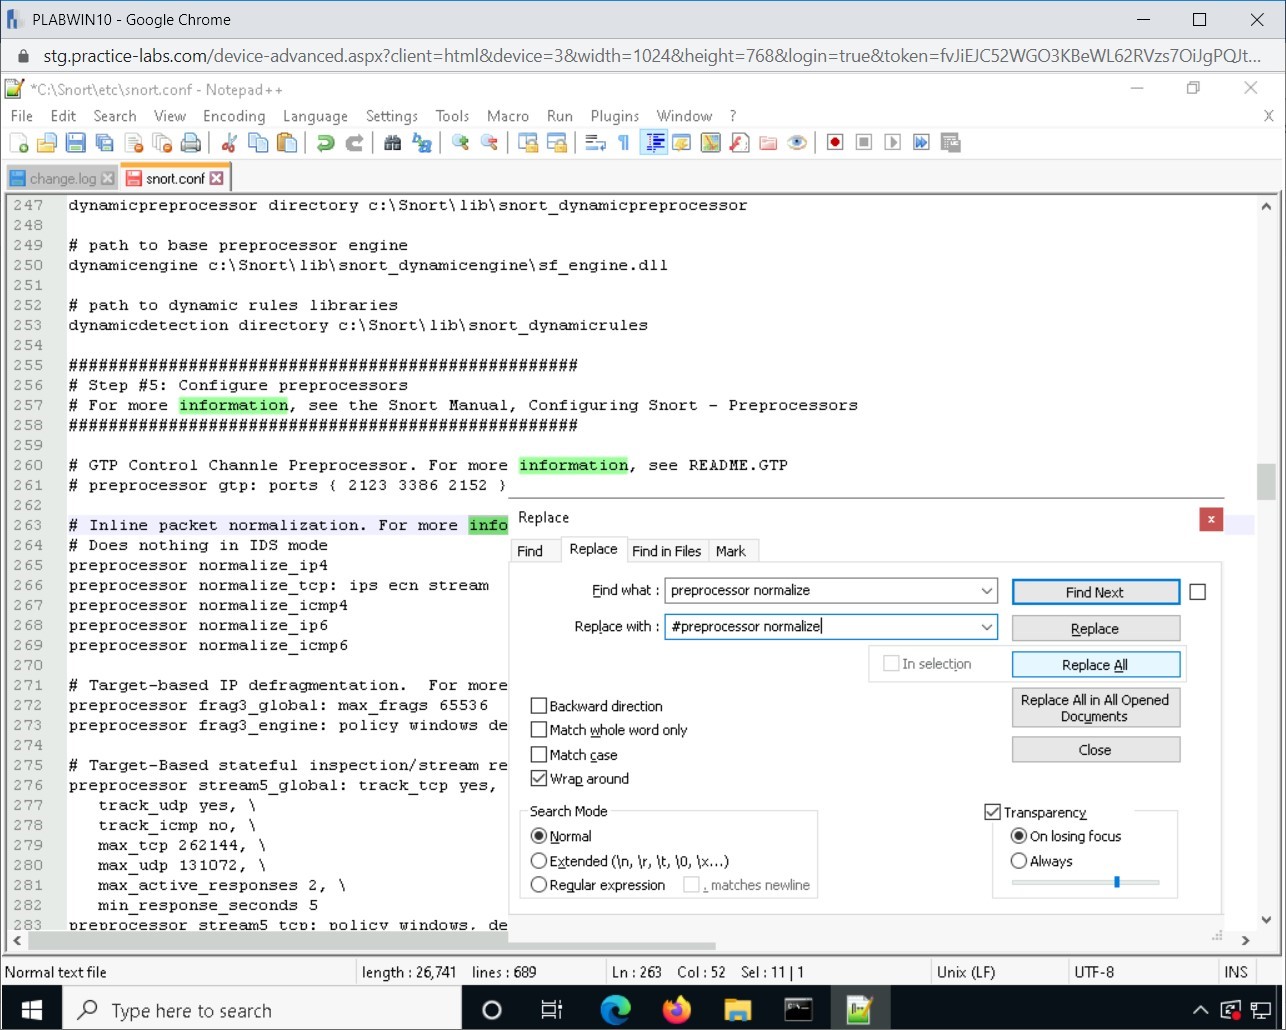 PLABWIN10 - Google Chrome
stg.practice-labs.com/device-advanced.aspx?client=html&device=3&width=1024&height=768&login=true&token=fvJiEJC52WGO3KBeWL62RVzs7OiJgPQJt...
*C:\Snort\etc\snort.conf - Notepad++
File Edit Search View Encoding Language Settings Tools Macro Run Plugins Window ? X
change.log snort.conf
247 dynamicpreprocessor directory c:\Snort\lib\snort_dynamicpreprocessor
248
249 # path to base preprocessor engine
250 dynamicengine c:\Snort\lib\snort_dynamicengine\sf_engine.dll
251
252 # path to dynamic rules libraries
253 dynamicdetection directory c:\Snort\lib\snort_dynamicrules
254
255 ###################################################
256 # Step #5: Configure preprocessors
257 # For more information, see the Snort Manual, Configuring Snort - Preprocessors
258 ###################################################
259
260 # GTP Control Channle Preprocessor. For more information, see README.GTP
261 # preprocessor gtp: ports { 2123 3386 2152 }
262
263 # Inline packet normalization. For more info
264 # Does nothing in IDS mode
265 preprocessor normalize_ip4
266 preprocessor normalize_tcp: ips ecn stream
267 preprocessor normalize_icmp4
268 preprocessor normalize_ip6
269 preprocessor normalize_icmp6
270
271 # Target-based IP defragmentation.  For more
272 preprocessor frag3_global: max_frags 65536
273 preprocessor frag3_engine: policy windows de
274
275 # Target-Based stateful inspection/stream re
276 preprocessor stream5_global: track_tcp yes,
277 track_udp yes, \
278 track_icmp no, \
279 max_tcp 262144, \
280 max_udp 131072, \
281 max_active_responses 2, \
282 min_response_seconds 5
283 preprocessor stream5_tcp: policy windows, de
Replace x
Find Replace Find in Files Mark
Find what : preprocessor normalize Find Next
Replace with : #preprocessor normalize Replace
In selection Replace All
Replace All in All Opened Documents
Close
Backward direction
Match whole word only
Match case
Wrap around
Search Mode
Normal
Extended (\n, \r, \t, \0, \x...)
Regular expression . matches newline
Transparency
On losing focus
Always
Normal text file length : 26,741 lines : 689 Ln : 263 Col : 52 Sel : 11 | 1 Unix (LF) UTF-8 INS
Type here to search